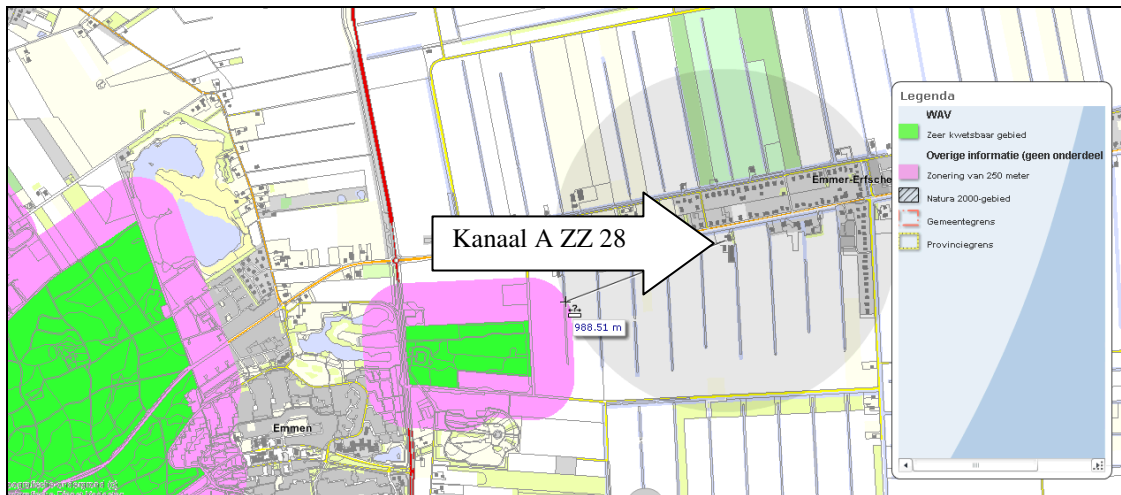 Legenda
WAV
Zeer kwetsbaar gebied
Overige informatie (geen onderdeel
Zonering van 250 meter
Natura 2000-gebied
Gemeentegrens
Provinciegrens
Emmer-Erfsche
Kanaal A ZZ 28
988.51 m
Emmen